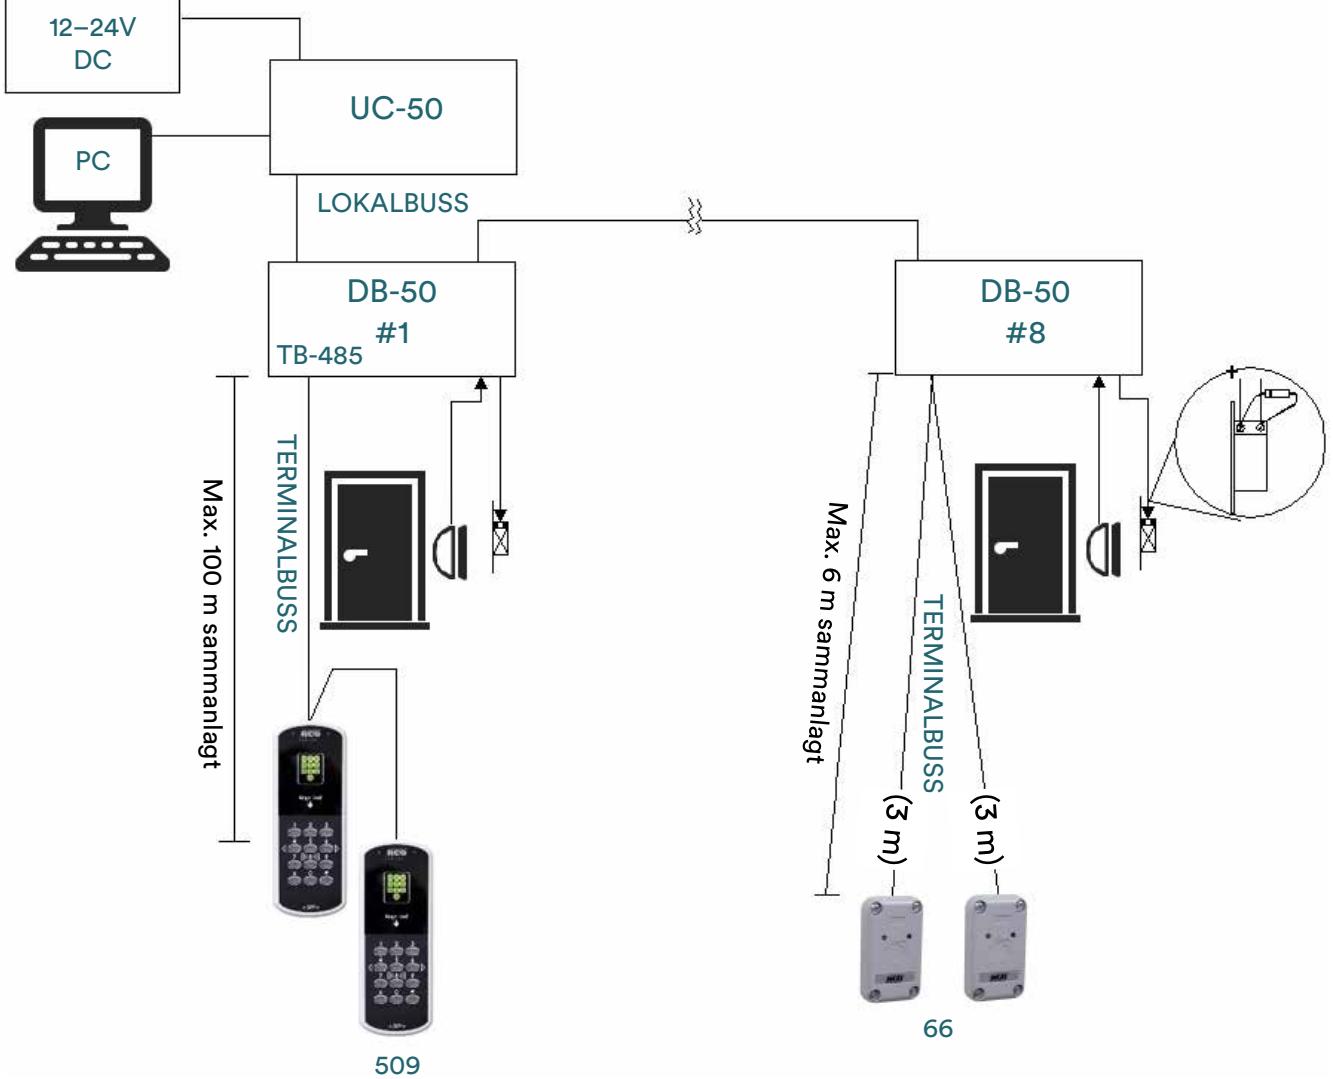 12–24V
DC
UC-50
PC
LOKALBUSS
DB-50
#1
TB-485
DB-50
#8
+
TERMINALBUSS
Max. 100 m sammanlagt
Max. 6 m sammanlagt
TERMINALBUSS
(3 m)
(3 m)
66
509